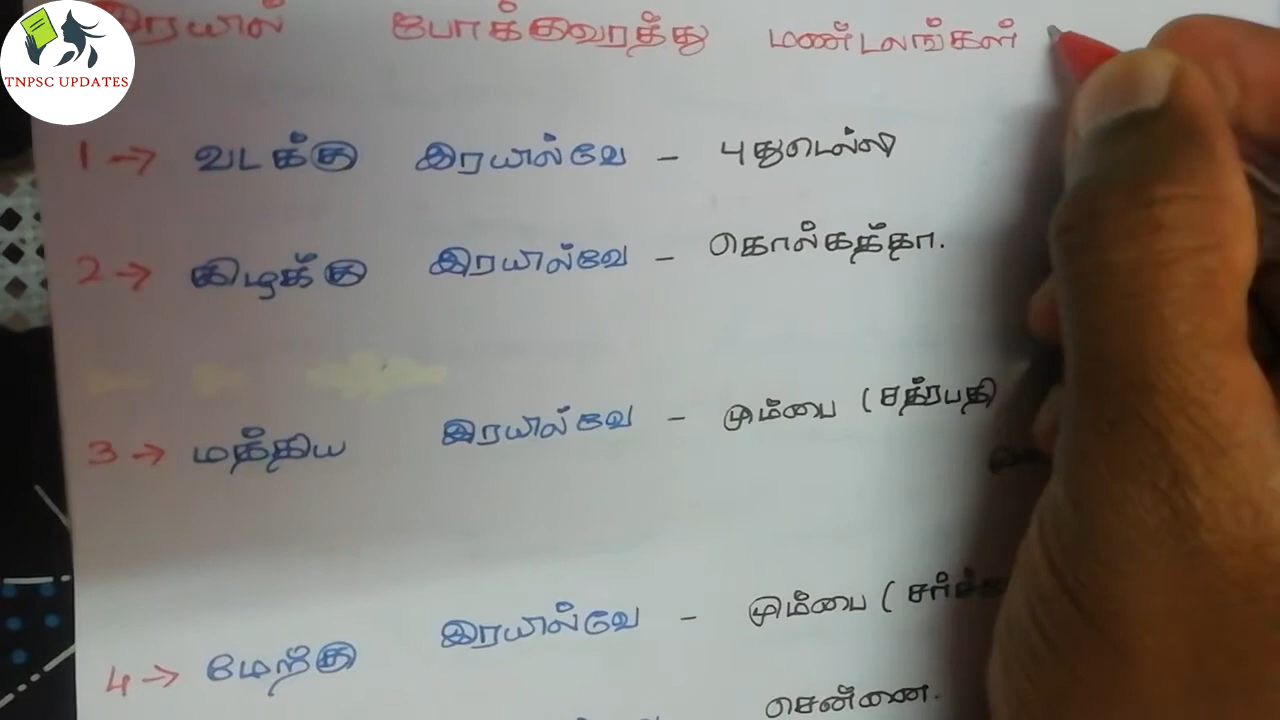 TNPSC UPDATES
இரயில் போக்குவரத்து மண்டலங்கள்
1 → வடக்கு இரயில்வே - புதுடெல்லி
2 → கிழக்கு இரயில்வே - கொல்கத்தா.
3 → மத்திய இரயில்வே - மும்பை (சத்ரபதி
4 → மேற்கு இரயில்வே - மும்பை (சர்ச்
சென்னை.